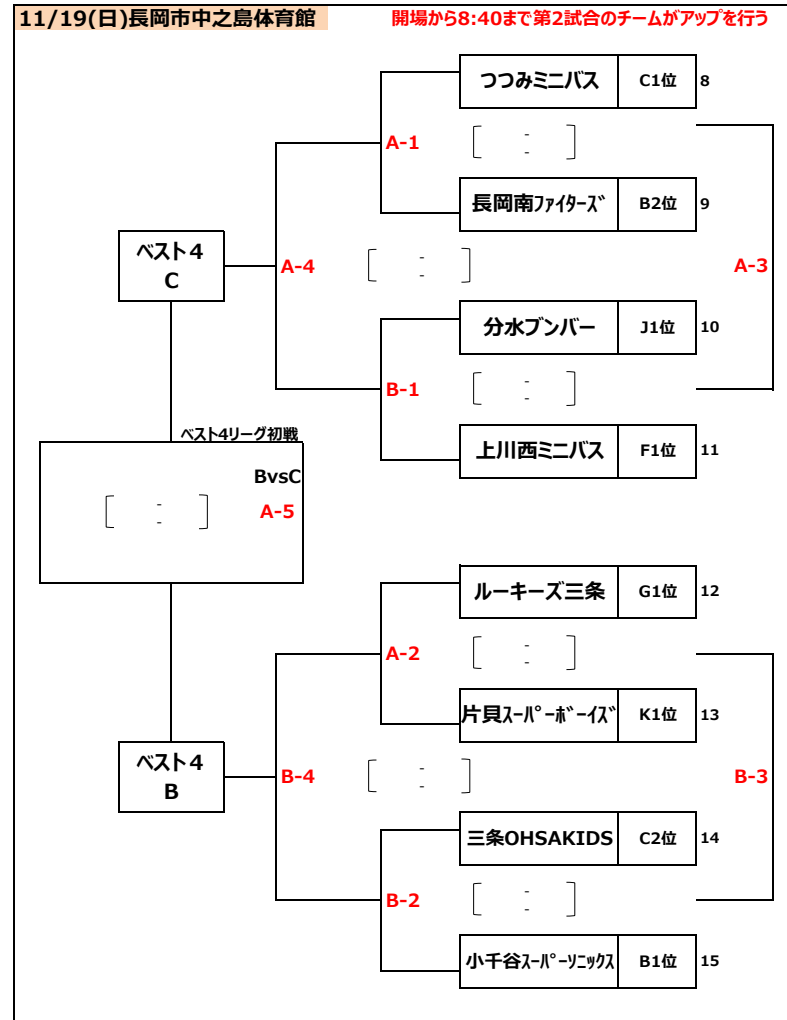 11/19(日)長岡市中之島体育館 開場から8:40まで第2試合のチームがアップを行う
つつみミニバス C1位 8
A-1 [ - - ]
長岡南ﾌｧｲﾀｰｽﾞ B2位 9
ベスト4
C
A-4 [ - - ] A-3
分水ブンバー J1位 10
B-1 [ - - ]
上川西ミニバス F1位 11
ベスト4リーグ初戦
BvsC
[ - - ] A-5
ルーキーズ三条 G1位 12
A-2 [ - - ]
片貝ｽｰﾊﾟｰﾎﾞｰｲｽﾞ K1位 13
ベスト4
B
B-4 [ - - ] B-3
三条OHSAKIDS C2位 14
B-2 [ - - ]
小千谷ｽｰﾊﾟｰｿﾆｯｸｽ B1位 15